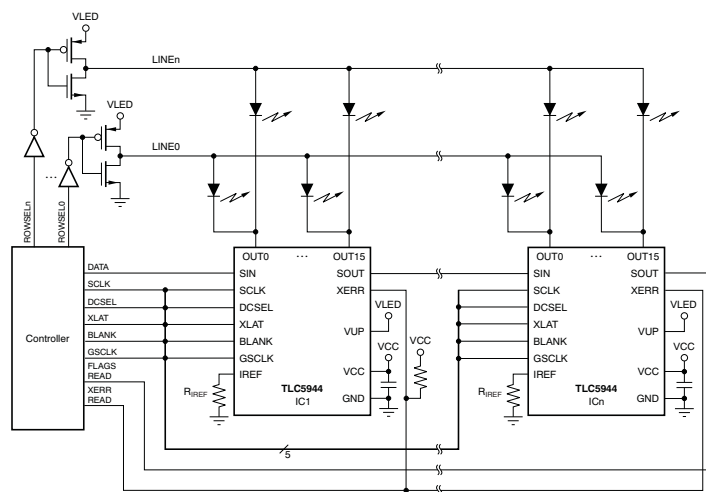 VLED
LINEn
VLED
LINE0
...
ROWSELn
ROWSEL0
Controller
DATA
SCLK
DCSEL
XLAT
BLANK
GSCLK
FLAGS
READ
XERR
READ
OUT0 ... OUT15
SIN SOUT
SCLK XERR
DCSEL
XLAT
VUP
BLANK
GSCLK
VCC
IREF
GND
TLC5944
IC1
RIREF
VLED
VCC
VCC
5
OUT0 ... OUT15
SIN SOUT
SCLK XERR
DCSEL
XLAT
VUP
BLANK
GSCLK
VCC
IREF
GND
TLC5944
ICn
RIREF
VLED
VCC